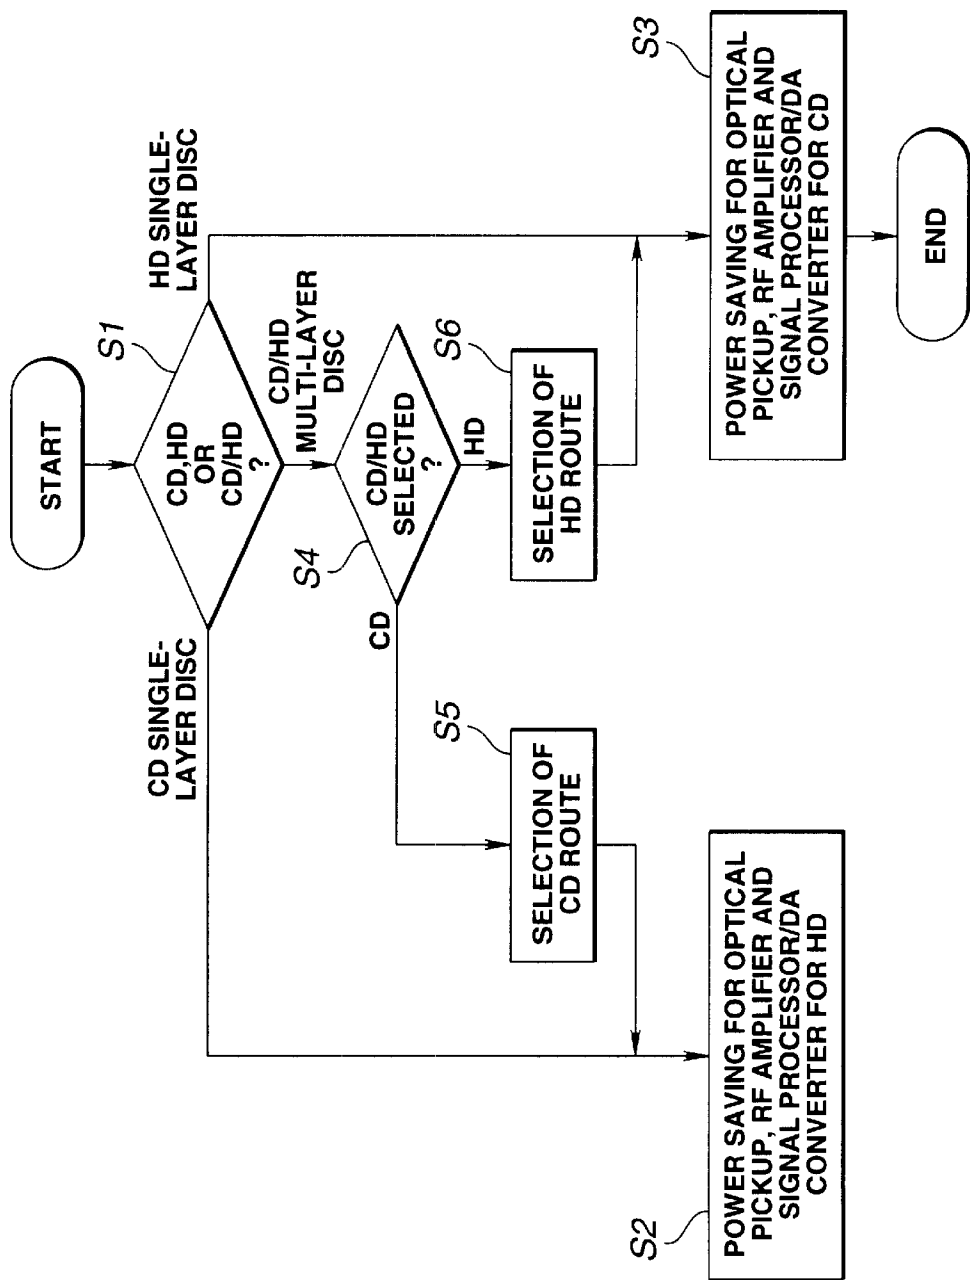 START
S1
CD,HD
OR
CD/HD
?
CD SINGLE-
LAYER DISC
HD SINGLE-
LAYER DISC
CD/HD
MULTI-LAYER
DISC
S4
CD/HD
SELECTED
?
CD
HD
S5
SELECTION OF
CD ROUTE
S6
SELECTION OF
HD ROUTE
S2
POWER SAVING FOR OPTICAL
PICKUP, RF AMPLIFIER AND
SIGNAL PROCESSOR/DA
CONVERTER FOR HD
S3
POWER SAVING FOR OPTICAL
PICKUP, RF AMPLIFIER AND
SIGNAL PROCESSOR/DA
CONVERTER FOR CD
END